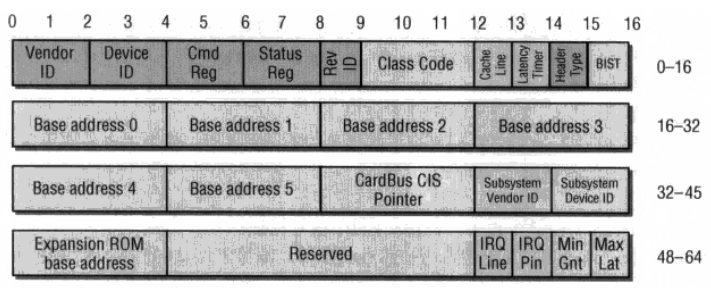 0 1 2 3 4 5 6 7 8 9 10 11 12 13 14 15 16
Vendor ID
Device ID
Cmd Reg
Status Reg
Rev ID
Class Code
Cache Line
Latency Timer
Header Type
BIST
0–16
Base address 0
Base address 1
Base address 2
Base address 3
16–32
Base address 4
Base address 5
CardBus CIS Pointer
Subsystem Vendor ID
Subsystem Device ID
32–45
Expansion ROM base address
Reserved
IRQ Line
IRQ Pin
Min Gnt
Max Lat
48–64